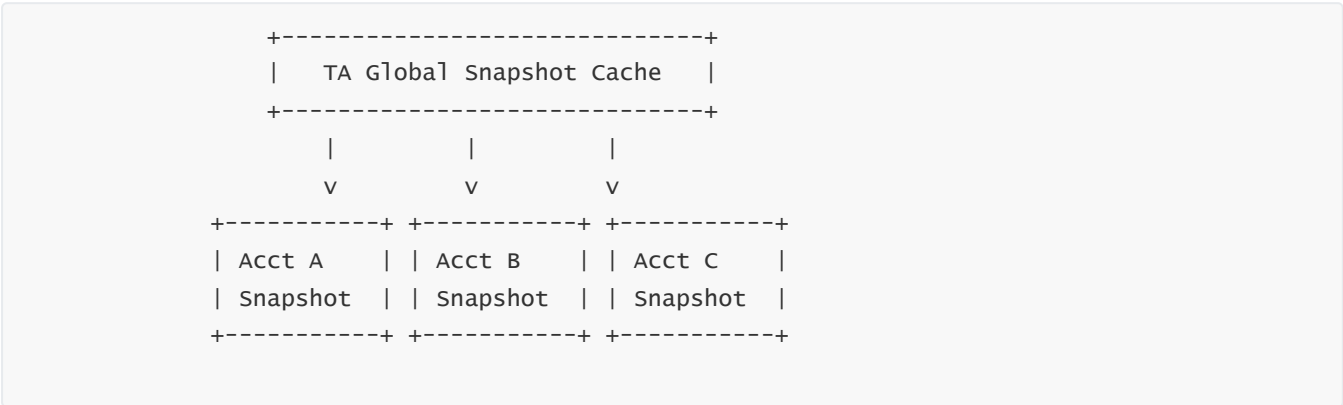 +------------------------------+
|   TA Global Snapshot Cache   |
+------------------------------+
|         |         |
v         v         v
+-----------+ +-----------+ +-----------+
| Acct A    | | Acct B    | | Acct C    |
| Snapshot  | | Snapshot  | | Snapshot  |
+-----------+ +-----------+ +-----------+